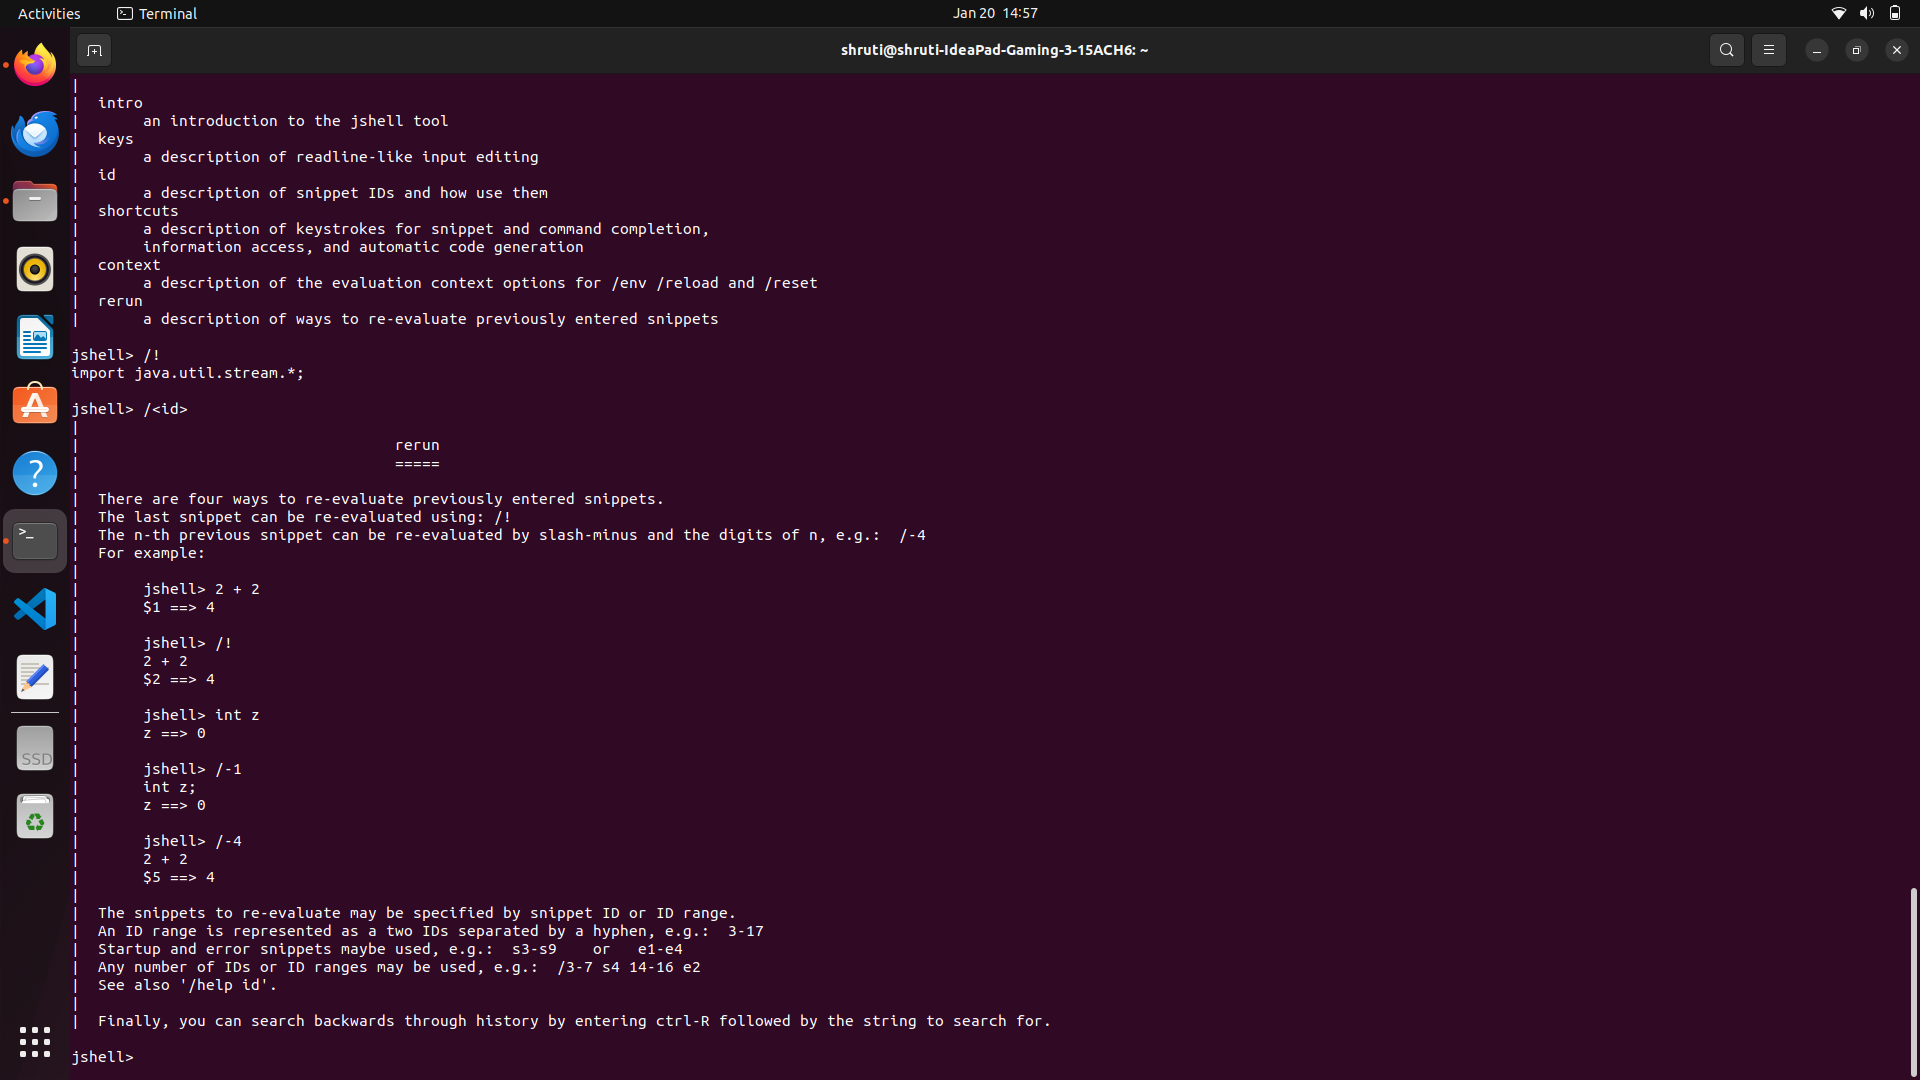 Activities
Terminal
Jan 20 14:57
shruti@shruti-IdeaPad-Gaming-3-15ACH6: ~
|
|  intro
|       an introduction to the jshell tool
|  keys
|       a description of readline-like input editing
|  id
|       a description of snippet IDs and how use them
|  shortcuts
|       a description of keystrokes for snippet and command completion,
|       information access, and automatic code generation
|  context
|       a description of the evaluation context options for /env /reload and /reset
|  rerun
|       a description of ways to re-evaluate previously entered snippets
jshell> /!
import java.util.stream.*;
jshell> /<id>
|
|                                   rerun
|                                   =====
|
|  There are four ways to re-evaluate previously entered snippets.
|  The last snippet can be re-evaluated using: /!
|  The n-th previous snippet can be re-evaluated by slash-minus and the digits of n, e.g.:  /-4
|  For example:
|
|       jshell> 2 + 2
|       $1 ==> 4
|
|       jshell> /!
|       2 + 2
|       $2 ==> 4
|
|       jshell> int z
|       z ==> 0
|
|       jshell> /-1
|       int z;
|       z ==> 0
|
|       jshell> /-4
|       2 + 2
|       $5 ==> 4
|
|  The snippets to re-evaluate may be specified by snippet ID or ID range.
|  An ID range is represented as a two IDs separated by a hyphen, e.g.:  3-17
|  Startup and error snippets maybe used, e.g.:  s3-s9    or   e1-e4
|  Any number of IDs or ID ranges may be used, e.g.:  /3-7 s4 14-16 e2
|  See also '/help id'.
|
|  Finally, you can search backwards through history by entering ctrl-R followed by the string to search for.
jshell>
SSD